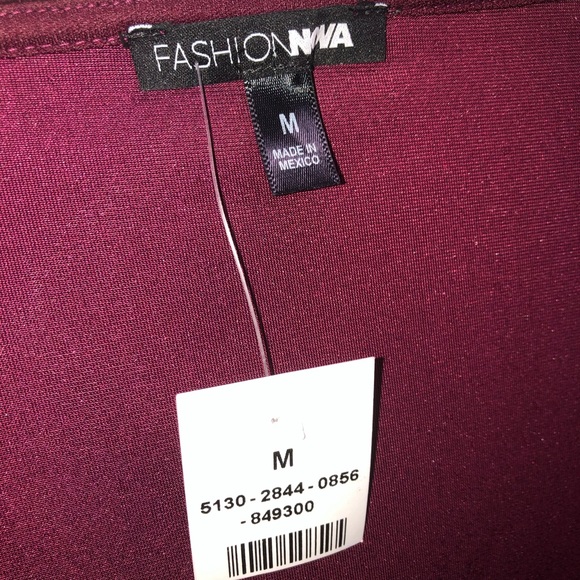 FASHIONNOVA
M
MADE IN
MEXICO
M
5130 - 2844 - 0856
- 849300